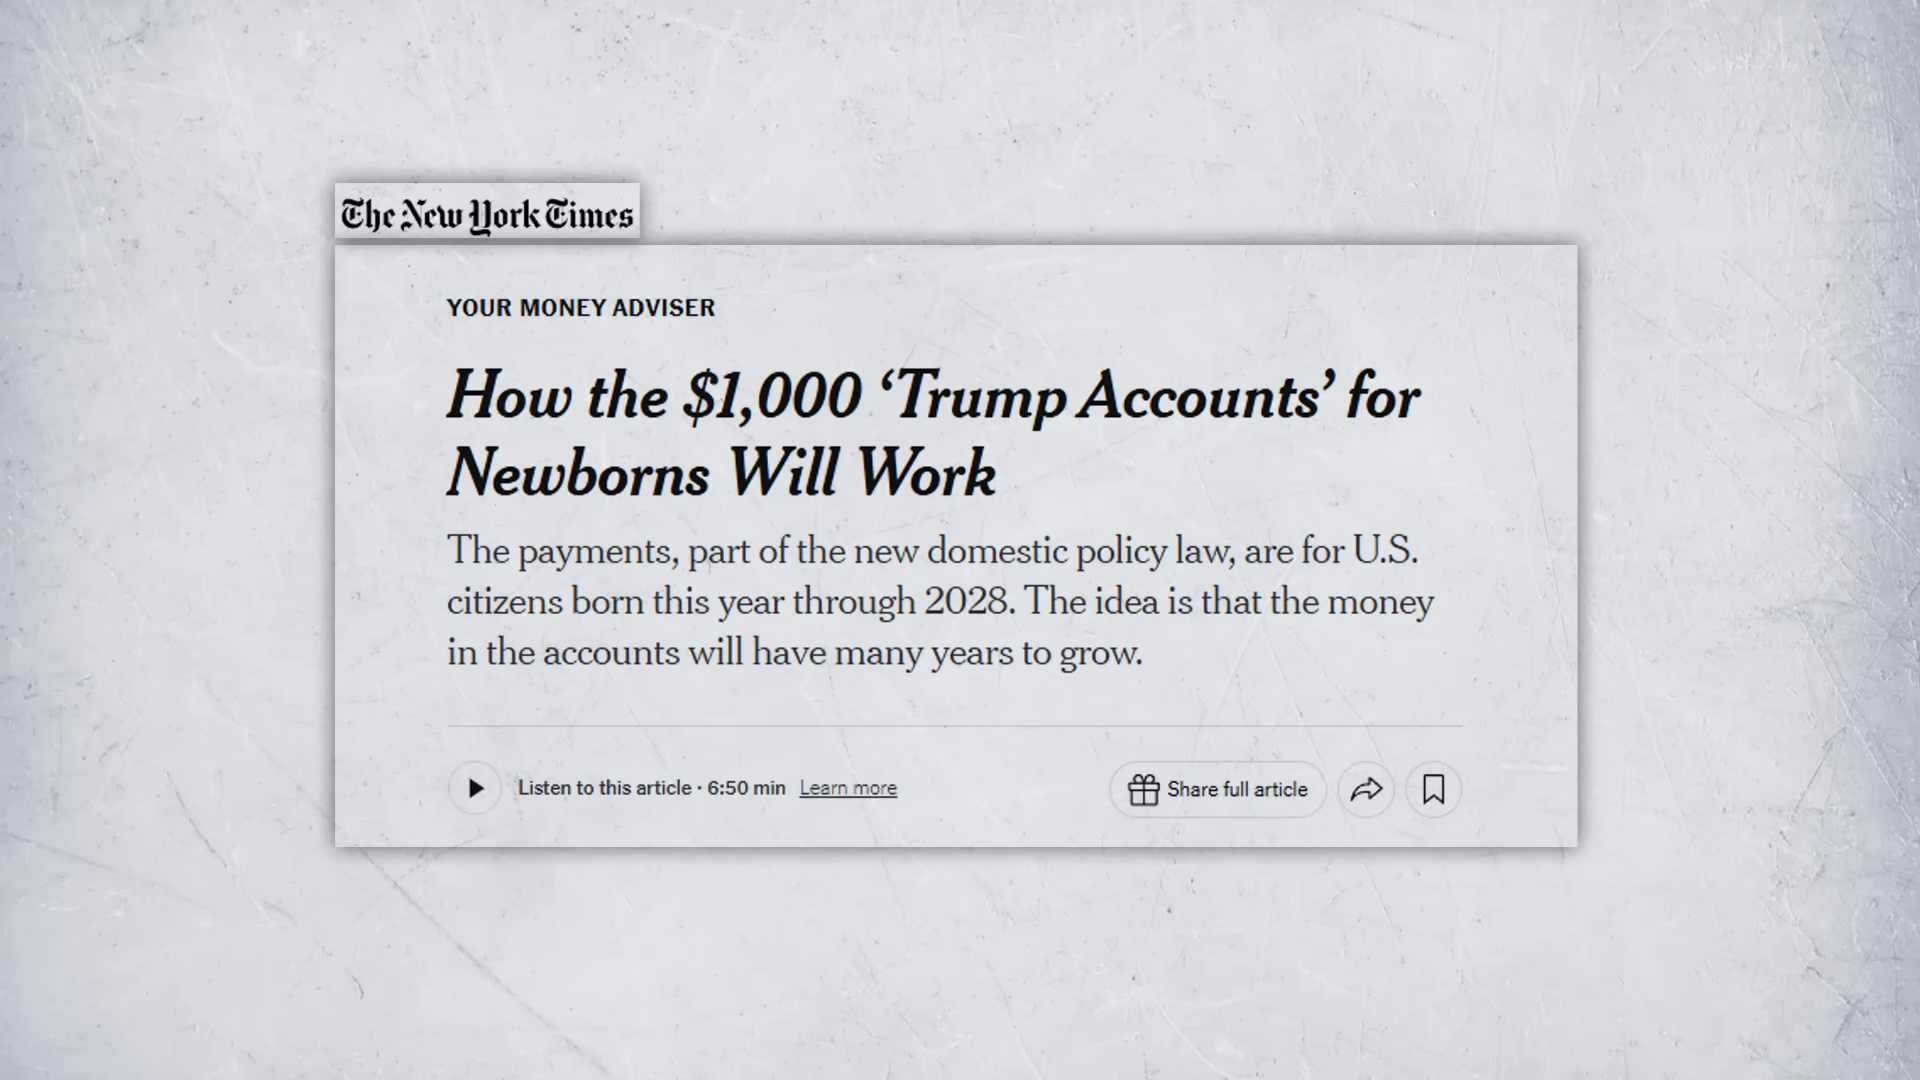 The New York Times
YOUR MONEY ADVISER
How the $1,000 ‘Trump Accounts’ for
Newborns Will Work
The payments, part of the new domestic policy law, are for U.S.
citizens born this year through 2028. The idea is that the money
in the accounts will have many years to grow.
Listen to this article · 6:50 min Learn more
Share full article